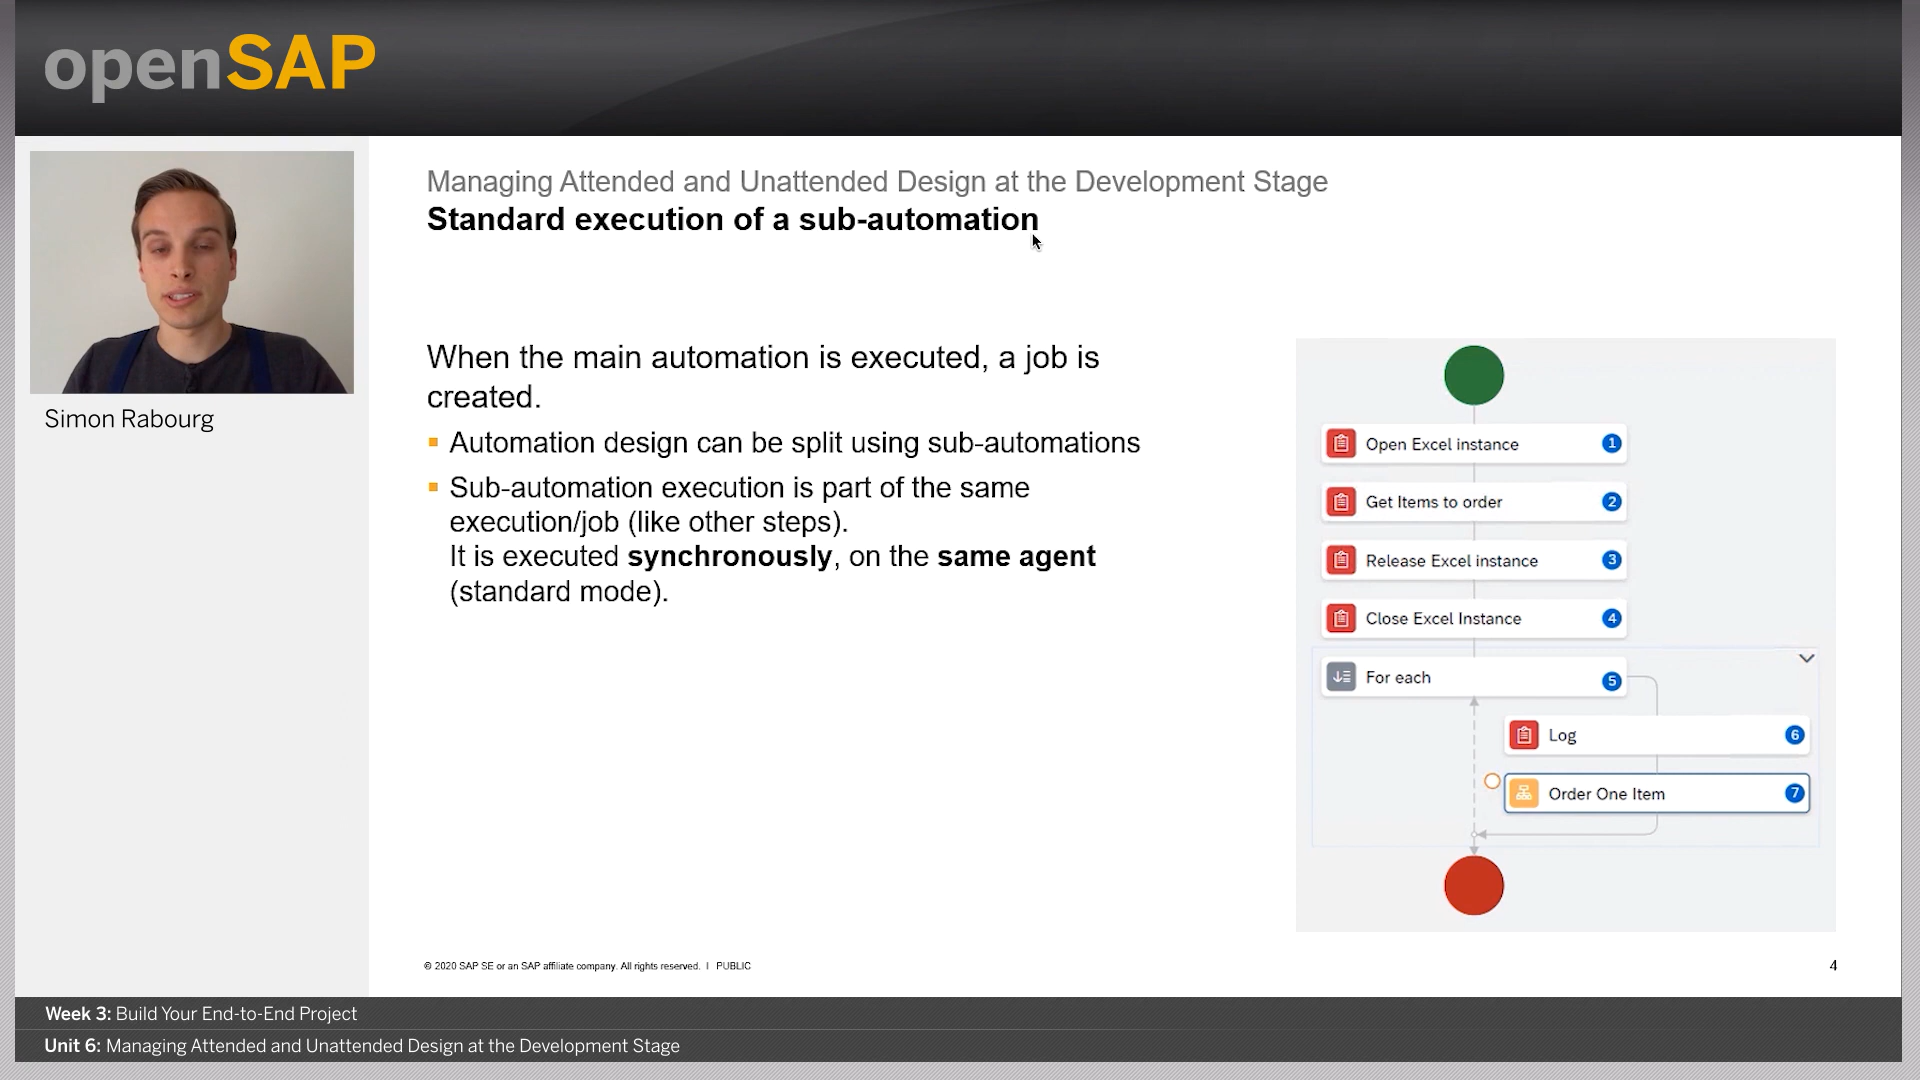 openSAP
Simon Rabourg
Managing Attended and Unattended Design at the Development Stage
Standard execution of a sub-automation
When the main automation is executed, a job is
created.
Automation design can be split using sub-automations
Sub-automation execution is part of the same
execution/job (like other steps).
It is executed synchronously, on the same agent
(standard mode).
Open Excel instance 1
Get Items to order 2
Release Excel instance 3
Close Excel Instance 4
For each 5
Log 6
Order One Item 7
© 2020 SAP SE or an SAP affiliate company. All rights reserved. I PUBLIC
4
Week 3: Build Your End-to-End Project
Unit 6: Managing Attended and Unattended Design at the Development Stage